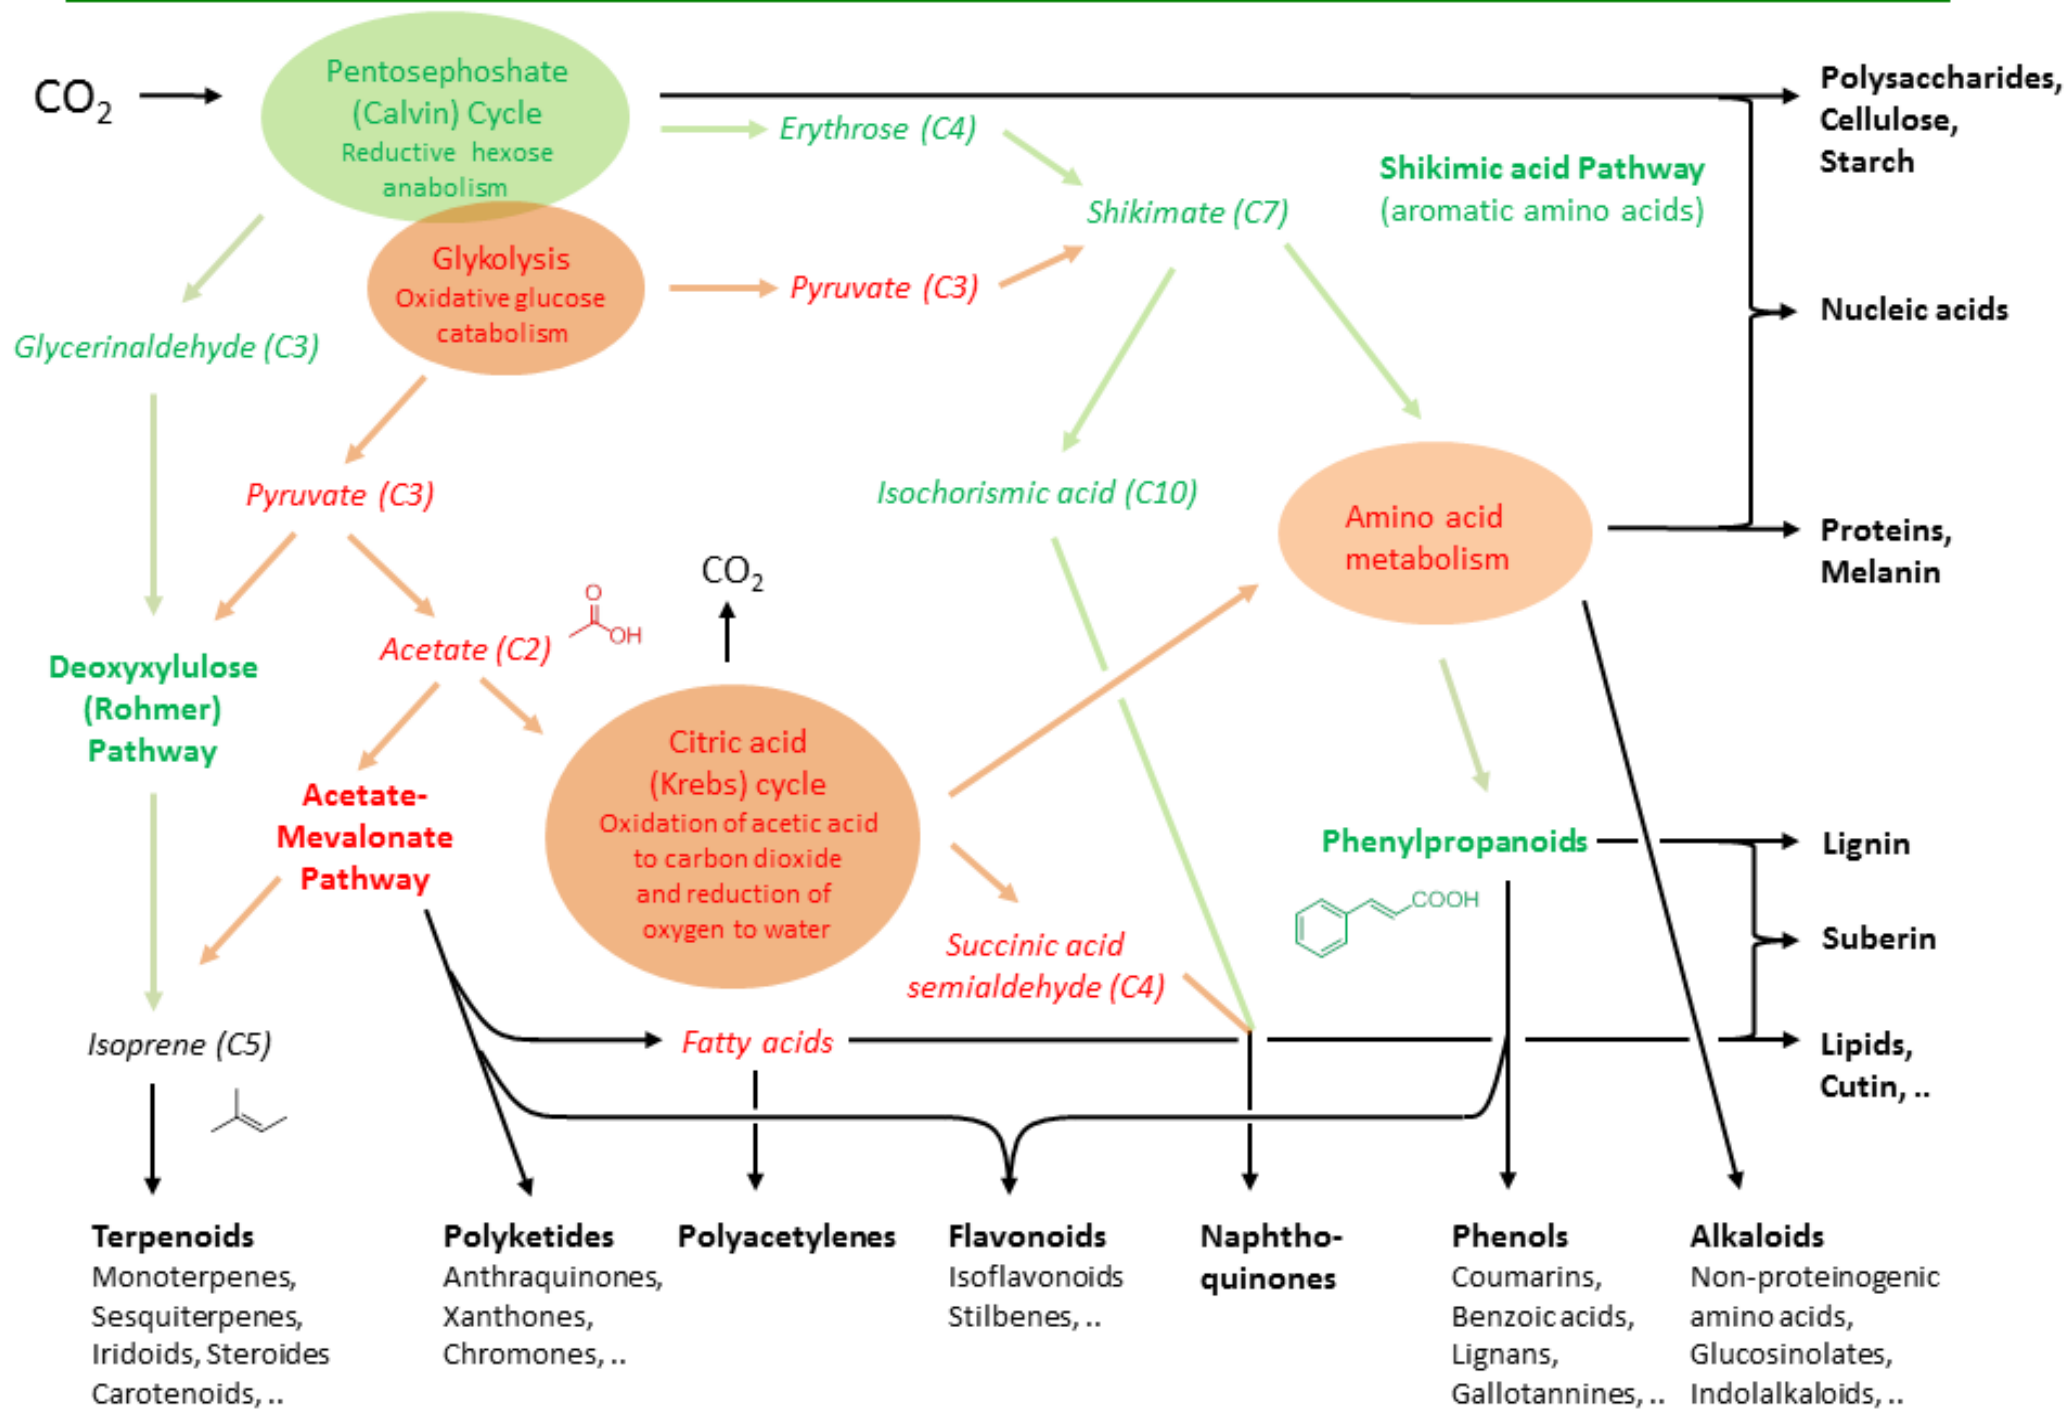 CO2
Pentosephoshate
(Calvin) Cycle
Reductive hexose
anabolism
Erythrose (C4)
Polysaccharides,
Cellulose,
Starch
Shikimic acid Pathway
(aromatic amino acids)
Shikimate (C7)
Glykolysis
Oxidative glucose
catabolism
Pyruvate (C3)
Nucleic acids
Glycerinaldehyde (C3)
Pyruvate (C3)
Isochorismic acid (C10)
Amino acid
metabolism
Proteins,
Melanin
CO2
O
OH
Acetate (C2)
Deoxyxylulose
(Rohmer)
Pathway
Citric acid
(Krebs) cycle
Oxidation of acetic acid
to carbon dioxide
and reduction of
oxygen to water
Acetate-
Mevalonate
Pathway
Phenylpropanoids
COOH
Lignin
Suberin
Succinic acid
semialdehyde (C4)
Isoprene (C5)
Fatty acids
Lipids,
Cutin, ..
Terpenoids
Monoterpenes,
Sesquiterpenes,
Iridoids, Steroides
Carotenoids, ..
Polyketides
Anthraquinones,
Xanthones,
Chromones, ..
Polyacetylenes
Flavonoids
Isoflavonoids
Stilbenes, ..
Naphtho-
quinones
Phenols
Coumarins,
Benzoic acids,
Lignans,
Gallotannines, ..
Alkaloids
Non-proteinogenic
amino acids,
Glucosinolates,
Indolalkaloids, ..